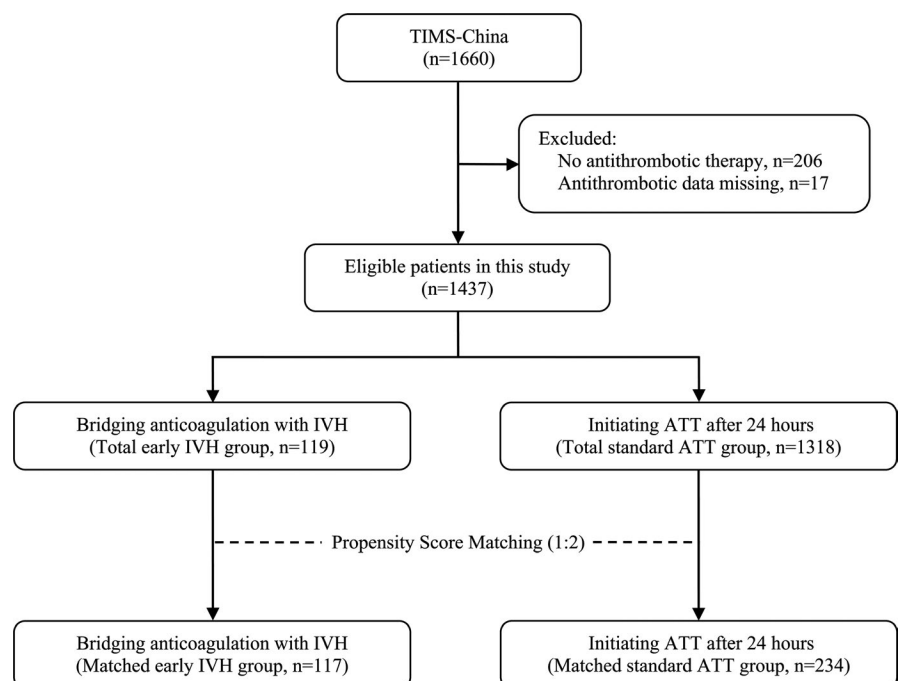 TIMS-China
(n=1660)
Excluded:
No antithrombotic therapy, n=206
Antithrombotic data missing, n=17
Eligible patients in this study
(n=1437)
Bridging anticoagulation with IVH
(Total early IVH group, n=119)
Initiating ATT after 24 hours
(Total standard ATT group, n=1318)
Propensity Score Matching (1:2)
Bridging anticoagulation with IVH
(Matched early IVH group, n=117)
Initiating ATT after 24 hours
(Matched standard ATT group, n=234)